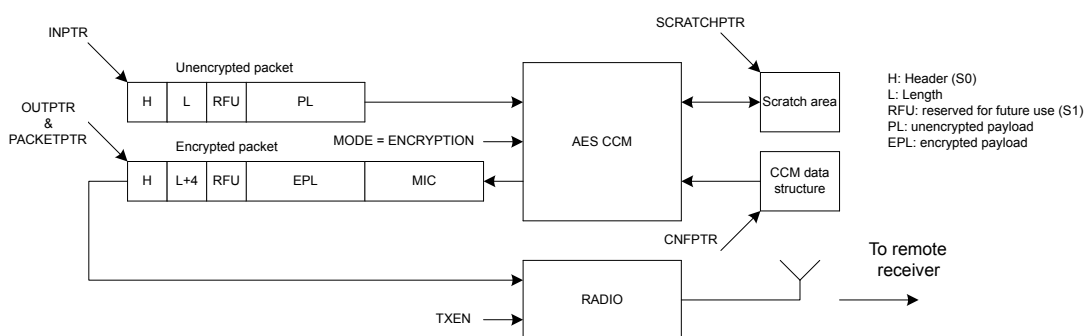 SCRATCHPTR
INPTR
Unencrypted packet
H L RFU PL
OUTPTR
&
PACKETPTR
MODE = ENCRYPTION
AES CCM
Scratch area
H: Header (S0)
L: Length
RFU: reserved for future use (S1)
PL: unencrypted payload
EPL: encrypted payload
Encrypted packet
H L+4 RFU EPL MIC
CCM data
structure
CNFPTR
To remote
receiver
RADIO
TXEN